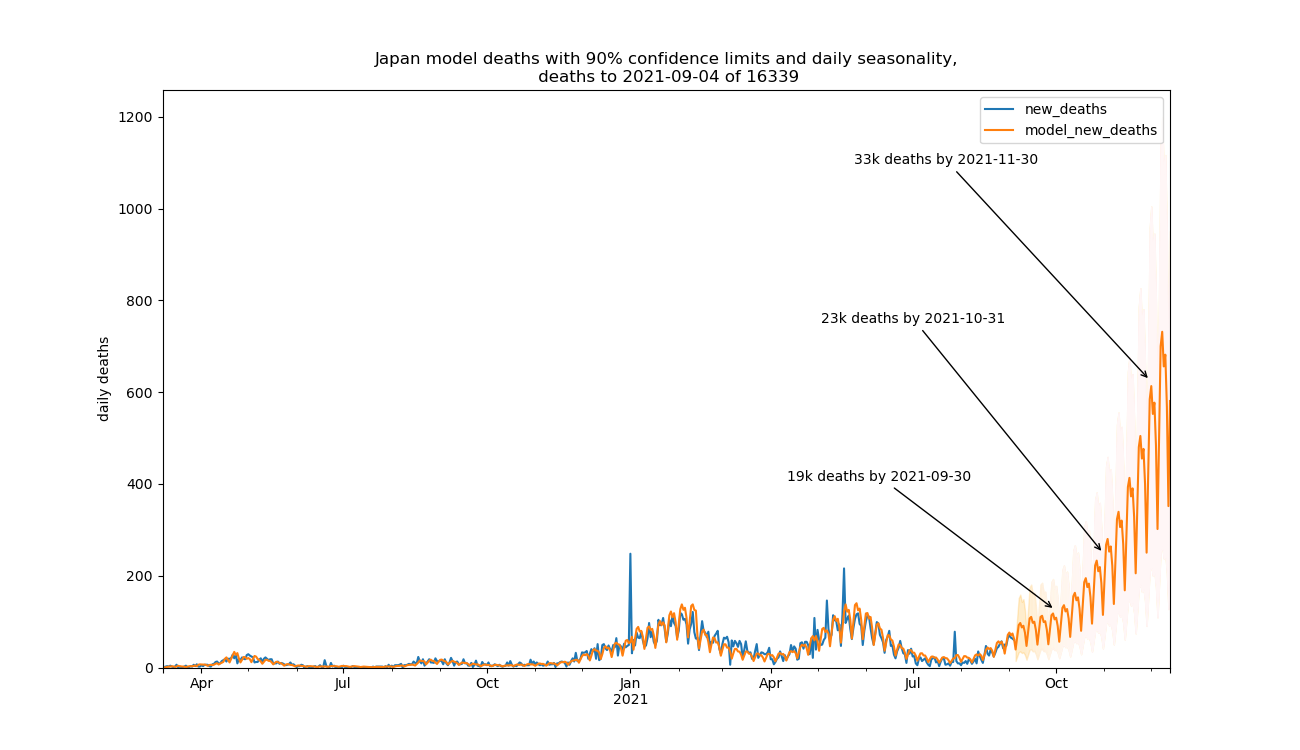 Japan model deaths with 90% confidence limits and daily seasonality,
deaths to 2021-09-04 of 16339
new_deaths
model_new_deaths
1200
1000
800
600
400
200
0
daily deaths
33k deaths by 2021-11-30
23k deaths by 2021-10-31
19k deaths by 2021-09-30
Apr
Jul
Oct
Jan
2021
Apr
Jul
Oct